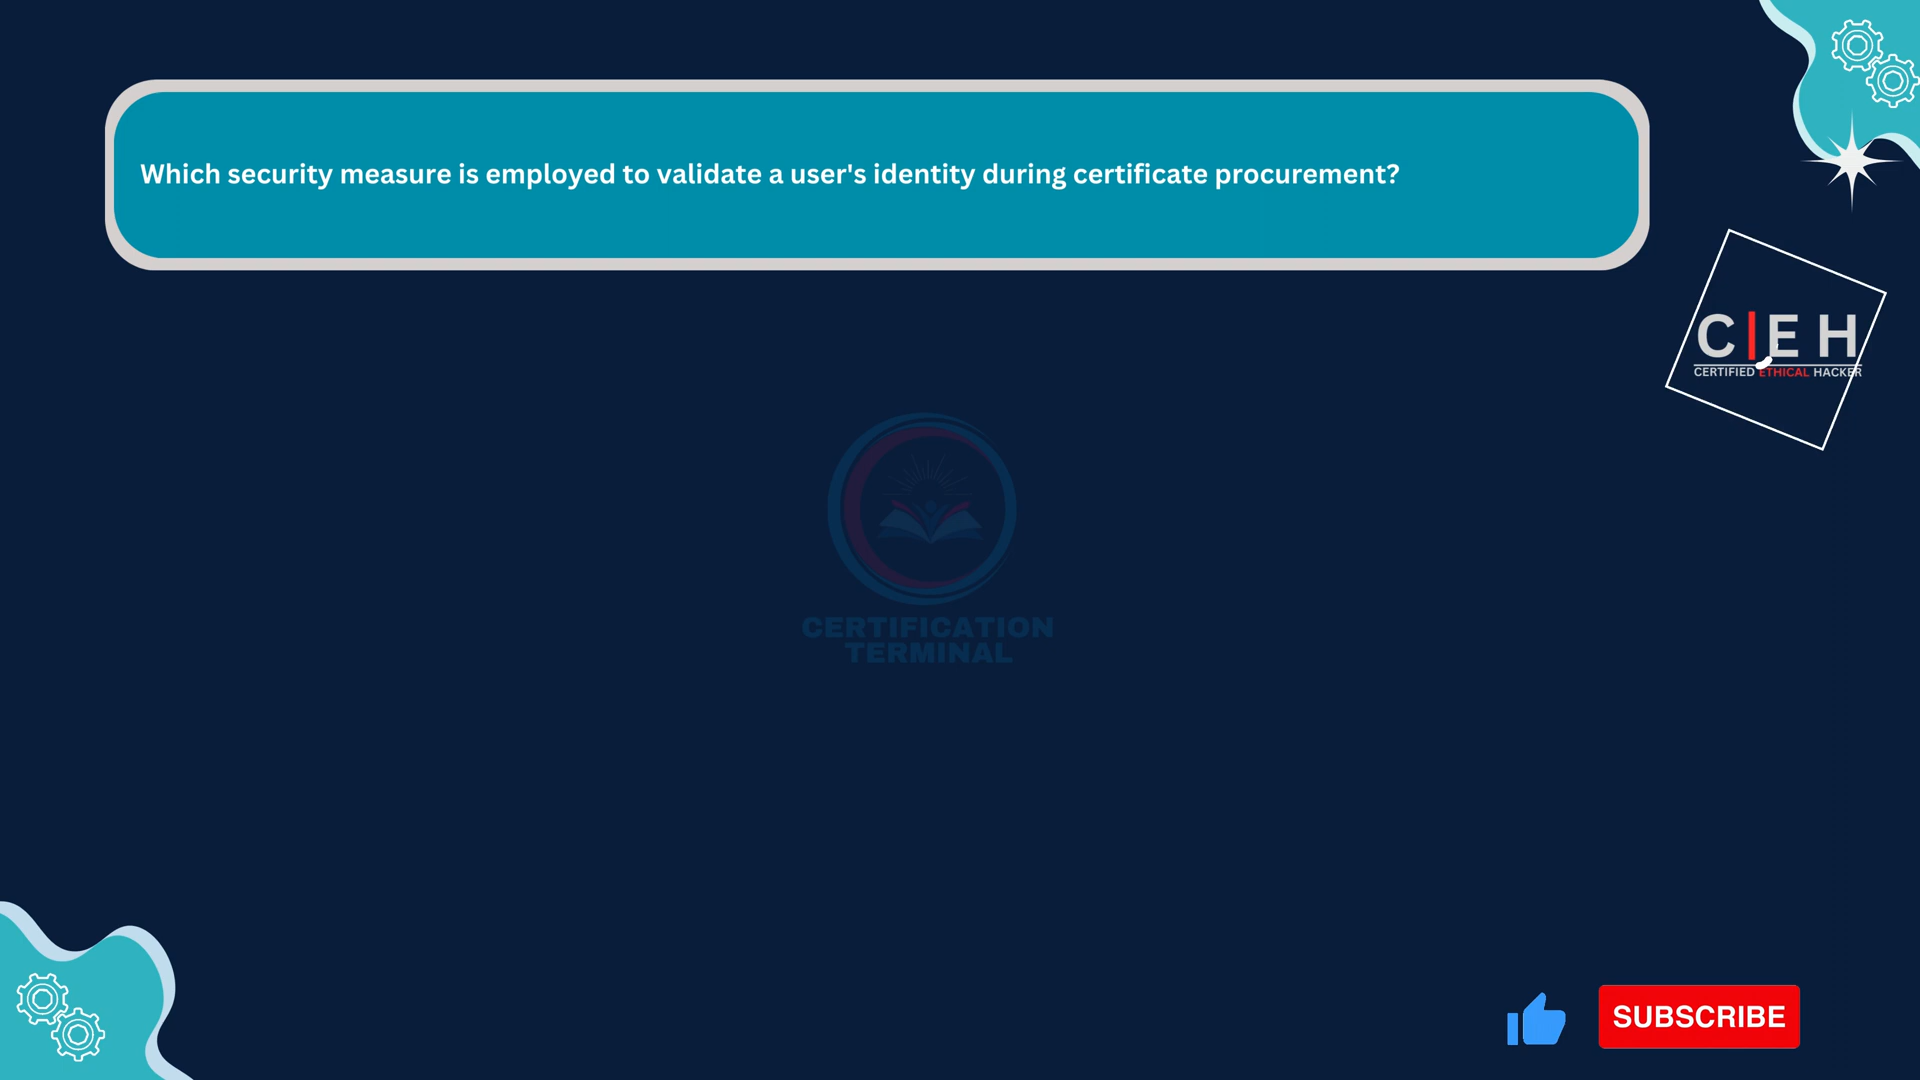 Which security measure is employed to validate a user's identity during certificate procurement?
C|EH
CERTIFIED ETHICAL HACKER
CERTIFICATION
TERMINAL
SUBSCRIBE